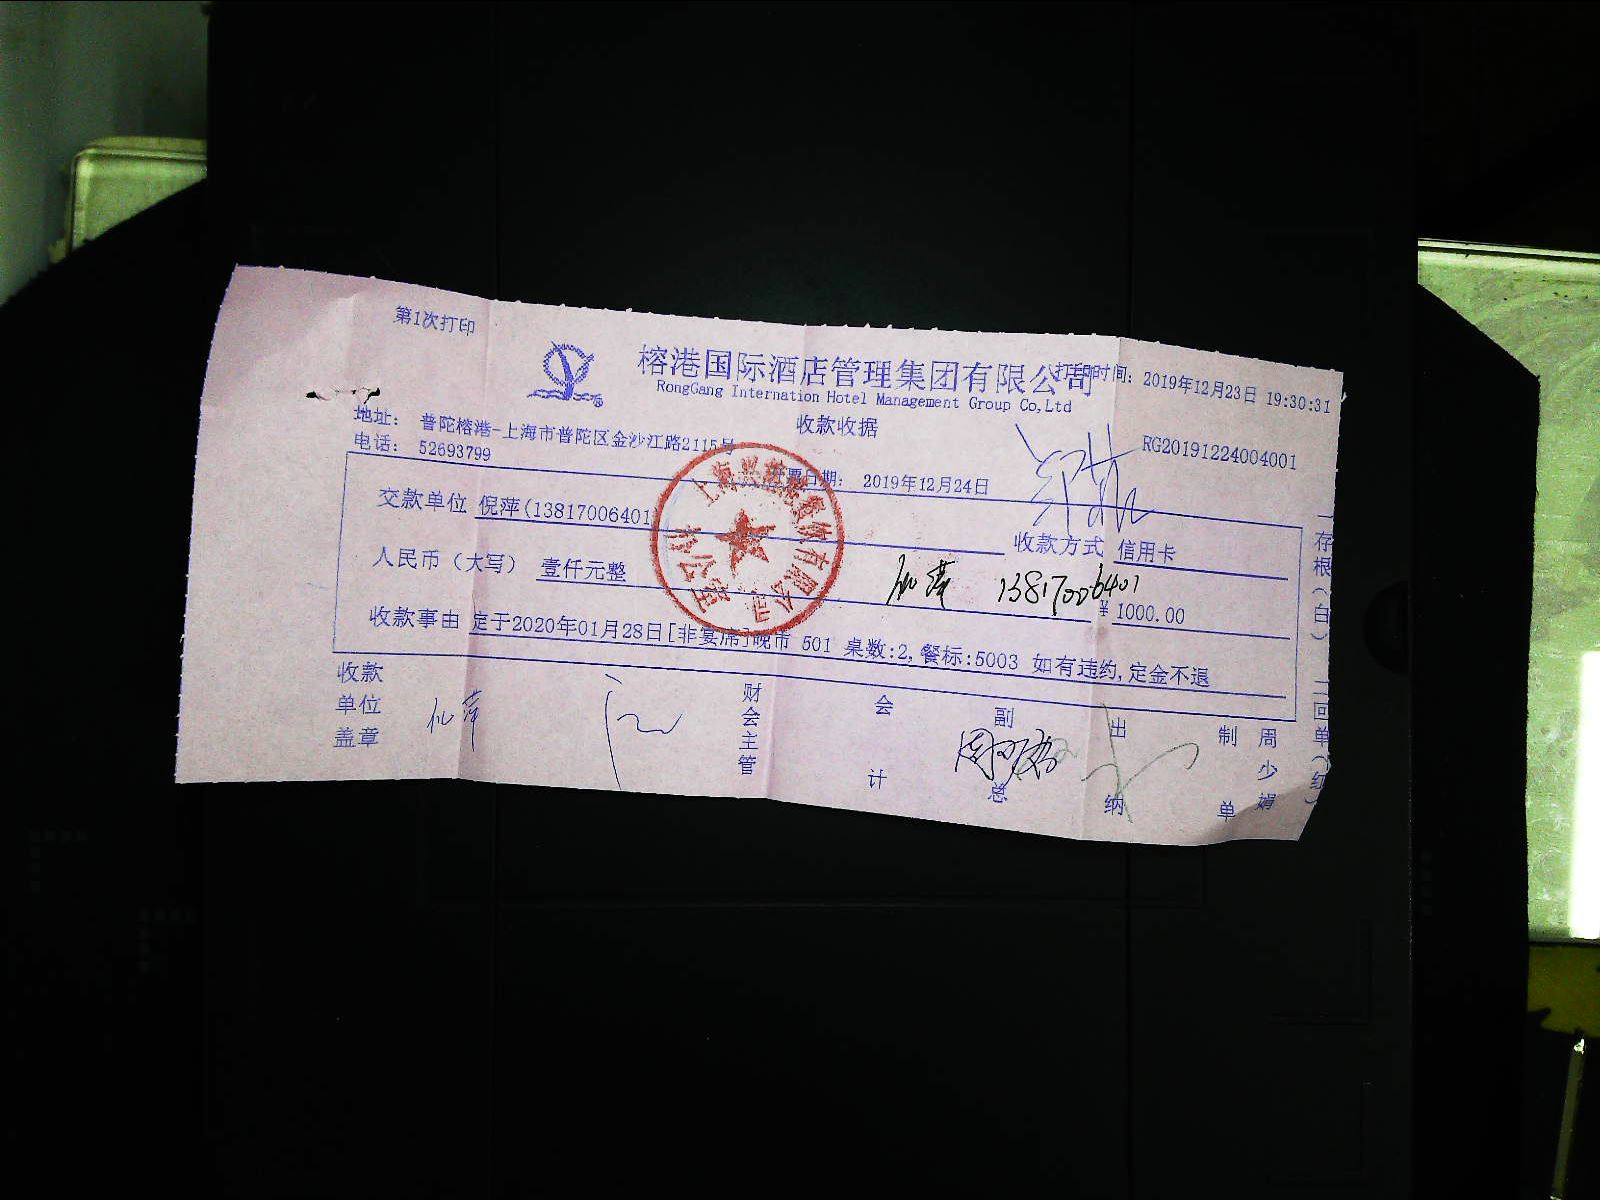 第1次打印
榕港国际酒店管理集团有限公司
打印时间: 2019年12月23日 19:30:31
RongGang Internation Hotel Management Group Co,Ltd
收款收据
地址: 普陀榕港-上海市普陀区金沙江路2115号
RG20191224004001
电话: 52693799
开票日期: 2019年12月24日
交款单位 倪萍(13817006401)
收款方式 信用卡
人民币（大写） 壹仟元整
13817006401
¥ 1000.00
收款事由 定于2020年01月28日[非宴席]晚市 501 桌数:2,餐标:5003 如有违约,定金不退
收款单位盖章
财会主管
会计
副总
出纳
制单
周少娟
一存根(白) 二回单(红)